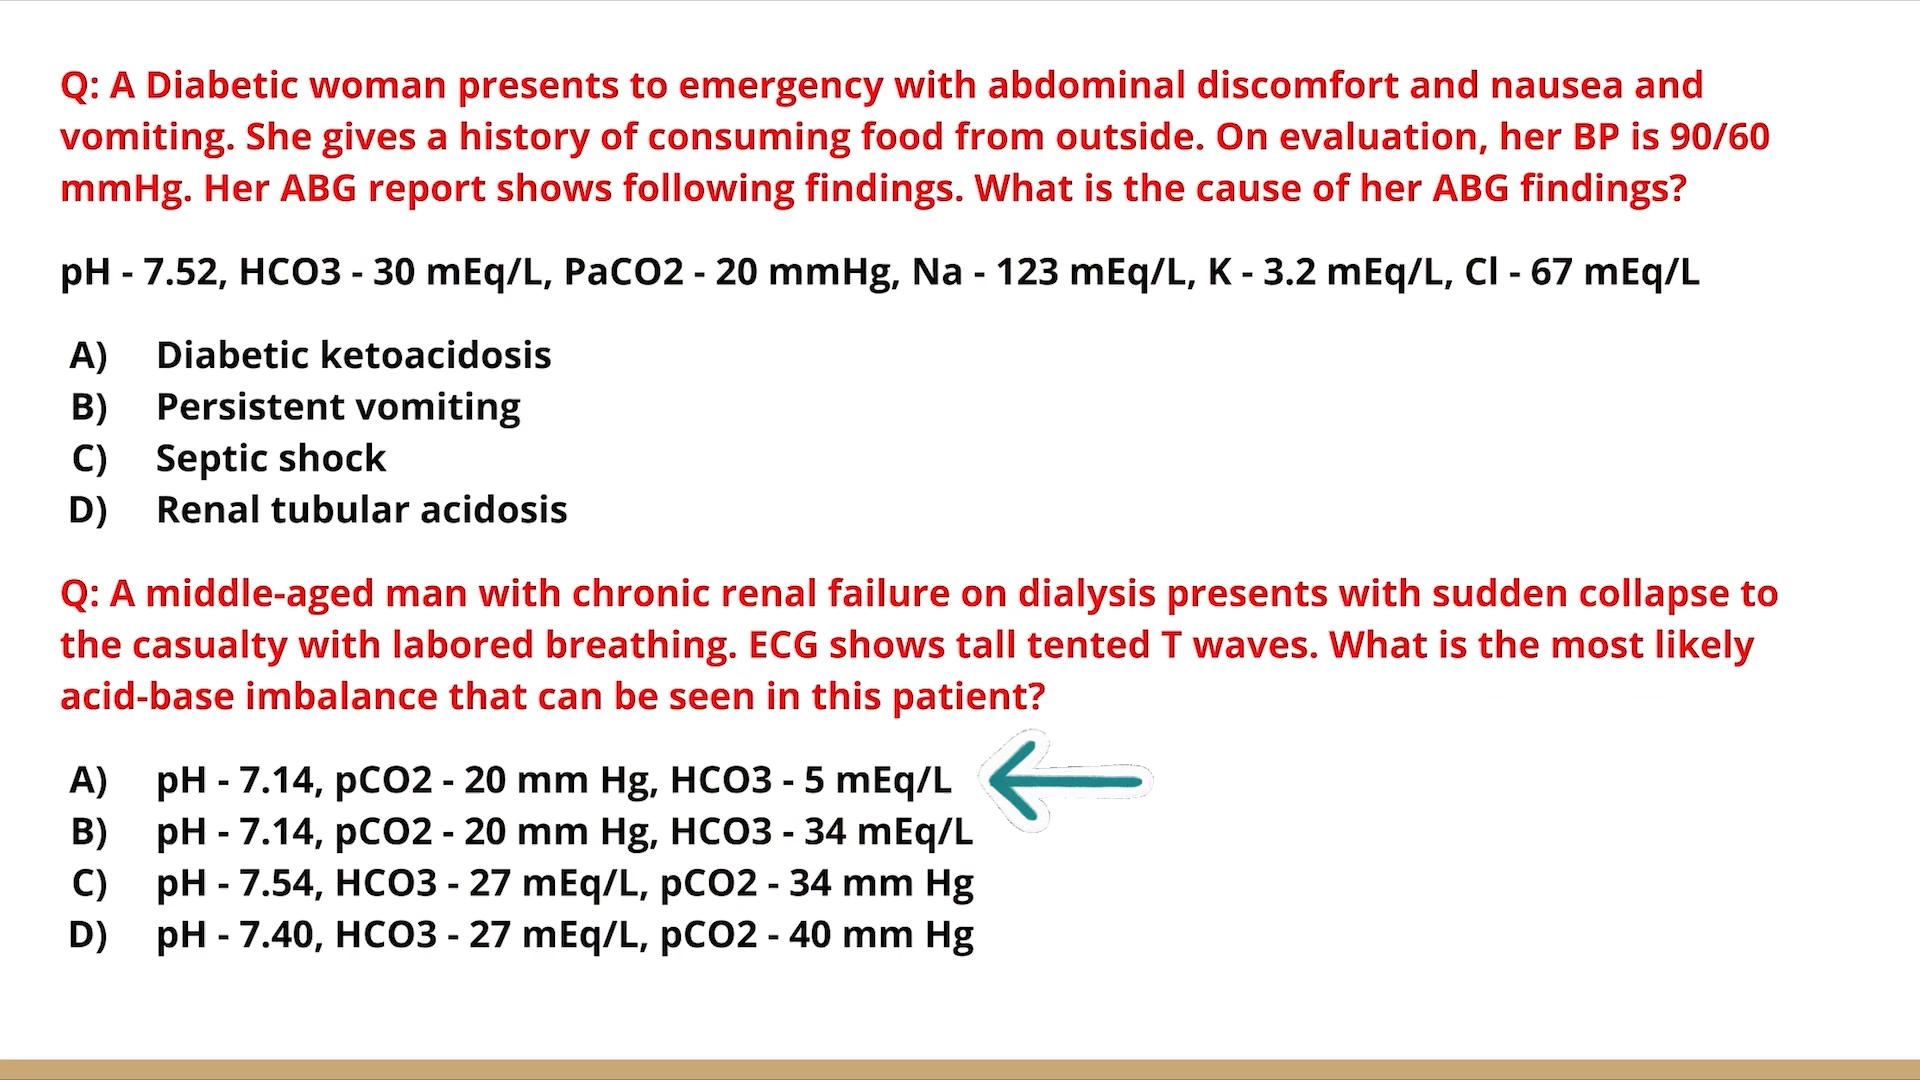 Q: A Diabetic woman presents to emergency with abdominal discomfort and nausea and
vomiting. She gives a history of consuming food from outside. On evaluation, her BP is 90/60
mmHg. Her ABG report shows following findings. What is the cause of her ABG findings?
pH - 7.52, HCO3 - 30 mEq/L, PaCO2 - 20 mmHg, Na - 123 mEq/L, K - 3.2 mEq/L, Cl - 67 mEq/L
A) Diabetic ketoacidosis
B) Persistent vomiting
C) Septic shock
D) Renal tubular acidosis
Q: A middle-aged man with chronic renal failure on dialysis presents with sudden collapse to
the casualty with labored breathing. ECG shows tall tented T waves. What is the most likely
acid-base imbalance that can be seen in this patient?
A) pH - 7.14, pCO2 - 20 mm Hg, HCO3 - 5 mEq/L
B) pH - 7.14, pCO2 - 20 mm Hg, HCO3 - 34 mEq/L
C) pH - 7.54, HCO3 - 27 mEq/L, pCO2 - 34 mm Hg
D) pH - 7.40, HCO3 - 27 mEq/L, pCO2 - 40 mm Hg